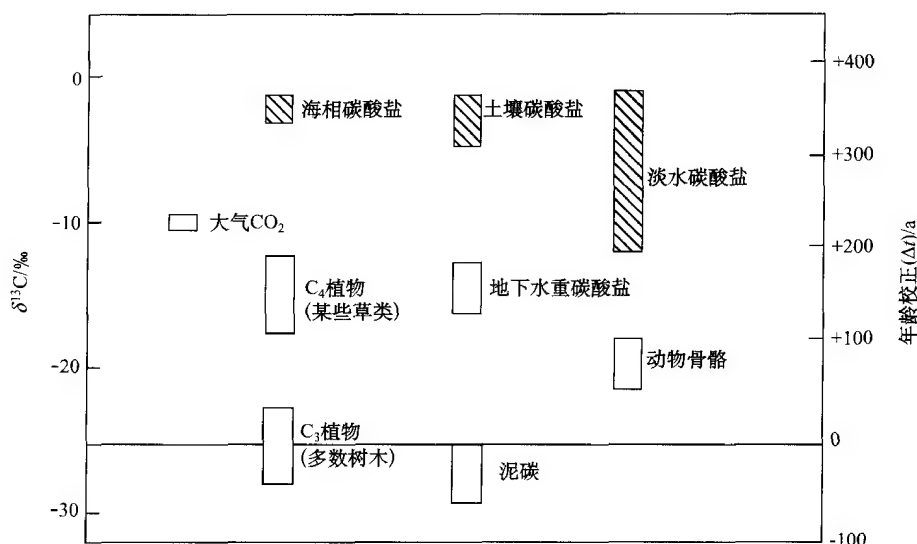 0
-10
-20
-30
δ¹³C/‰
海相碳酸盐
土壤碳酸盐
淡水碳酸盐
大气CO₂
C₄植物
(某些草类)
地下水重碳酸盐
动物骨骼
C₃植物
(多数树木)
泥碳
+400
+300
+200
+100
0
-100
年龄校正(Δt)/a